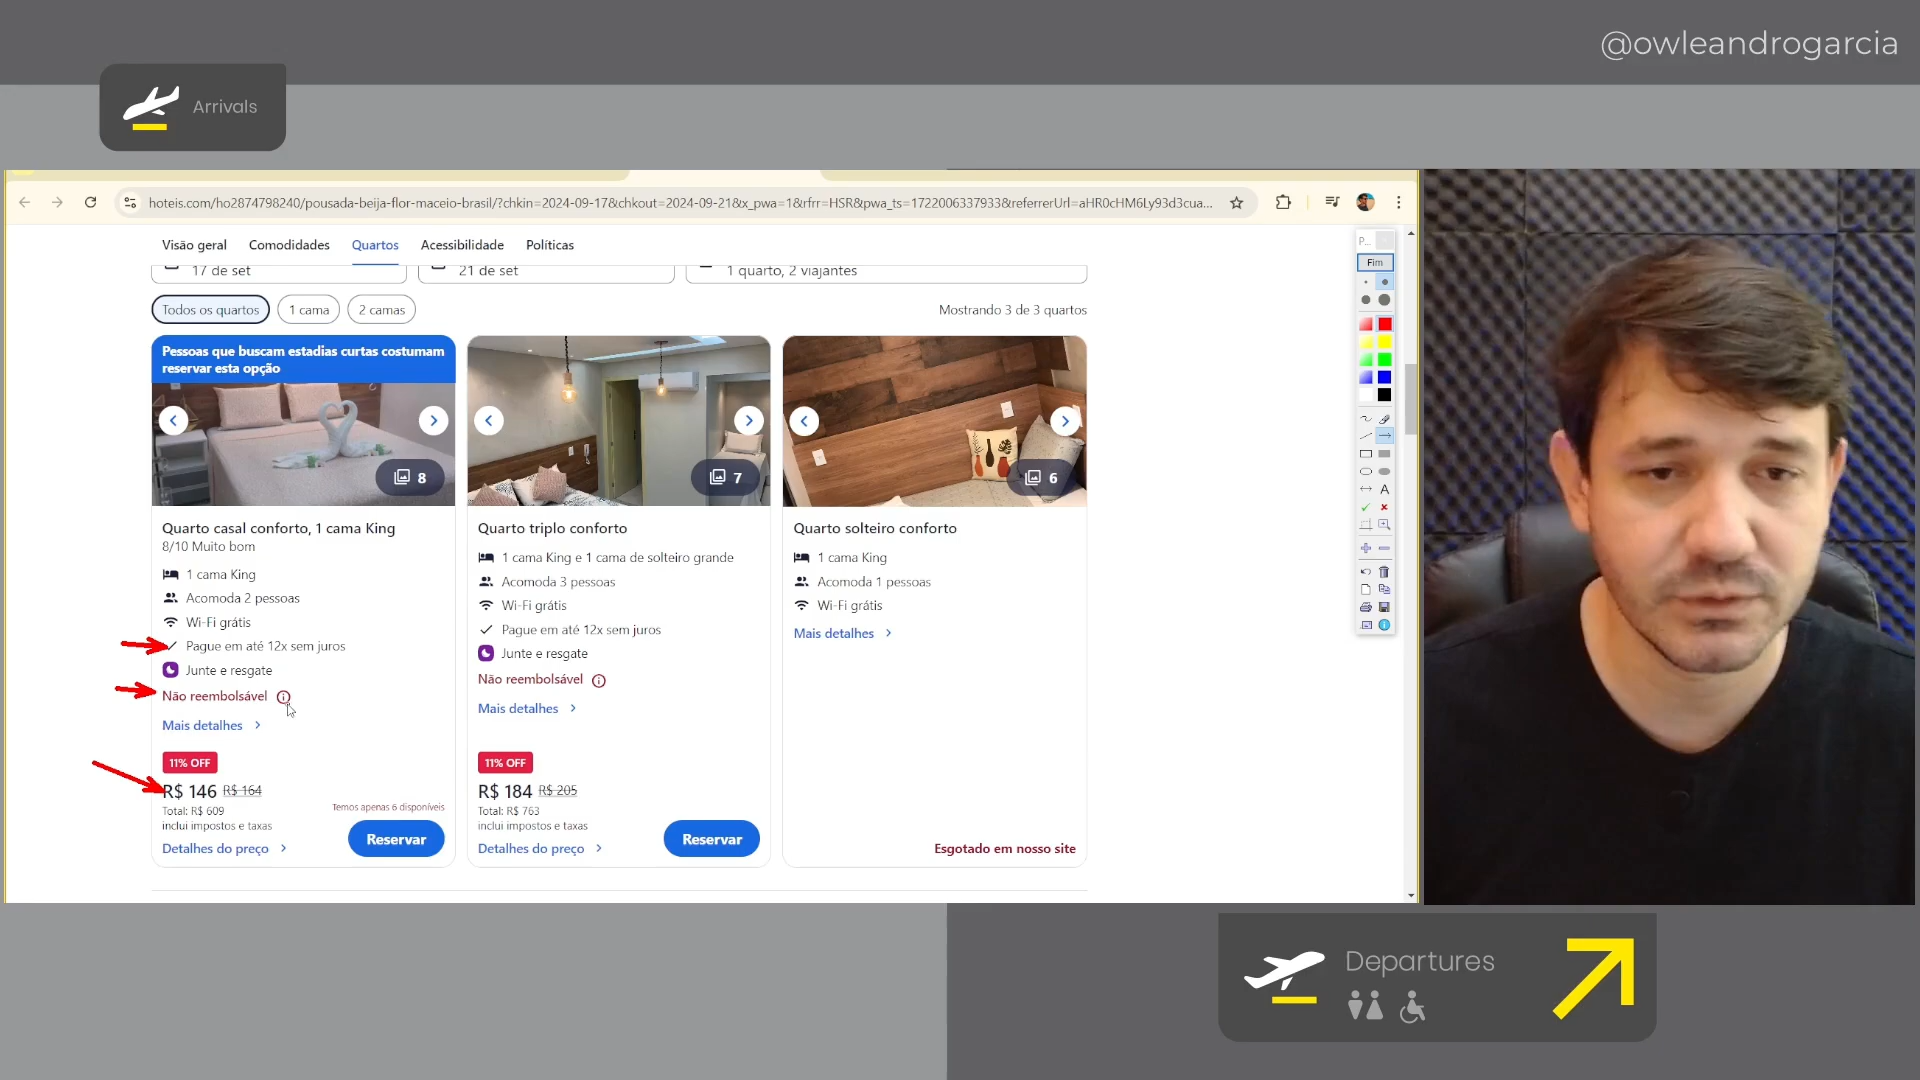 @owleandrogarcia
Arrivals
hoteis.com/ho2874798240/pousada-beija-flor-maceio-brasil/?chkin=2024-09-17&chkout=2024-09-21&x_pwa=1&rfrr=HSR&pwa_ts=1722006337933&referrerUrl=aHR0cHM6Ly93d3cua...
Visão geral
Comodidades
Quartos
Acessibilidade
Políticas
17 de set
21 de set
1 quarto, 2 viajantes
Todos os quartos
1 cama
2 camas
Mostrando 3 de 3 quartos
Pessoas que buscam estadias curtas costumam
reservar esta opção
8
Quarto casal conforto, 1 cama King
8/10 Muito bom
1 cama King
Acomoda 2 pessoas
Wi-Fi grátis
Pague em até 12x sem juros
Junte e resgate
Não reembolsável
Mais detalhes
11% OFF
R$ 146 R$ 164
Total: R$ 609
inclui impostos e taxas
Temos apenas 6 disponíveis
Detalhes do preço
Reservar
7
Quarto triplo conforto
1 cama King e 1 cama de solteiro grande
Acomoda 3 pessoas
Wi-Fi grátis
Pague em até 12x sem juros
Junte e resgate
Não reembolsável
Mais detalhes
11% OFF
R$ 184 R$ 205
Total: R$ 763
inclui impostos e taxas
Detalhes do preço
Reservar
6
Quarto solteiro conforto
1 cama King
Acomoda 1 pessoas
Wi-Fi grátis
Mais detalhes
Esgotado em nosso site
P...
Fim
A
Departures